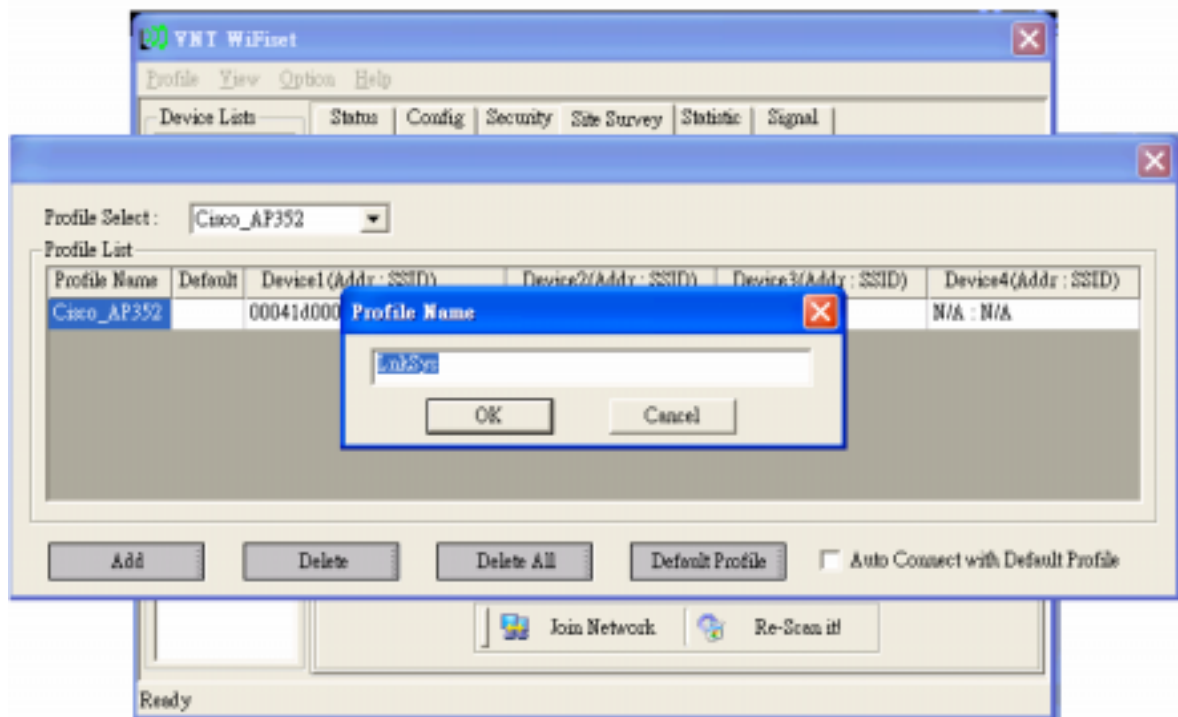 VNT WiFiset
Profile View Option Help
Device Lists
Status Config Security Site Survey Statistic Signal
Profile Select :
Cisco_AP352
Profile List
Profile Name Default Device1(Addr : SSID) Device2(Addr : SSID) Device3(Addr : SSID) Device4(Addr : SSID)
Cisco_AP352 00041d000 N/A : N/A
Profile Name
LnkSys
OK Cancel
Add Delete Delete All Default Profile Auto Connect with Default Profile
Join Network Re-Scan it!
Ready